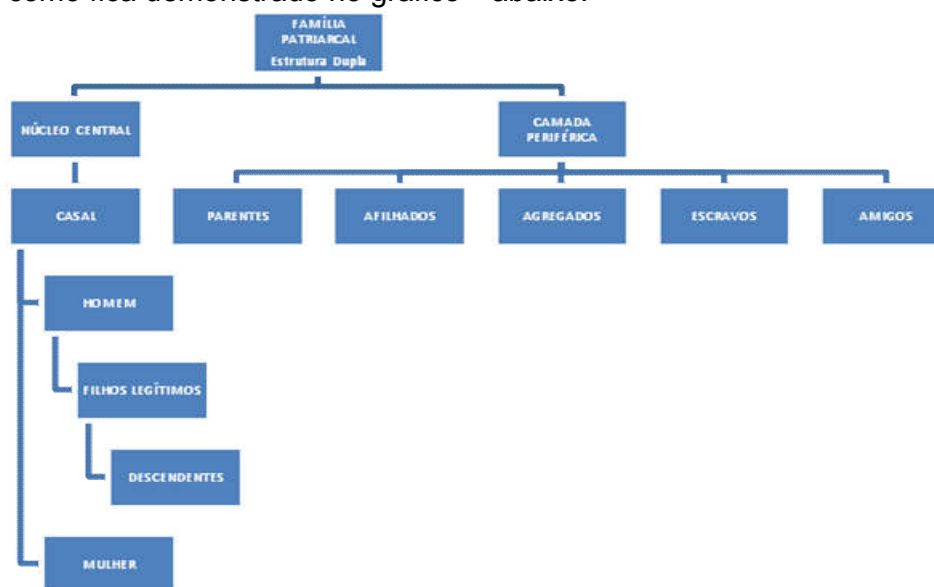 como fica demonstrado no gráfico abaixo:
FAMÍLIA
PATRIARCAL
Estrutura Dupla
NÚCLEO CENTRAL
CAMADA
PERIFÉRICA
CASAL
PARENTES
AFILHADOS
AGREGADOS
ESCRAVOS
AMIGOS
HOMEM
FILHOS LEGÍTIMOS
DESCENDENTES
MULHER